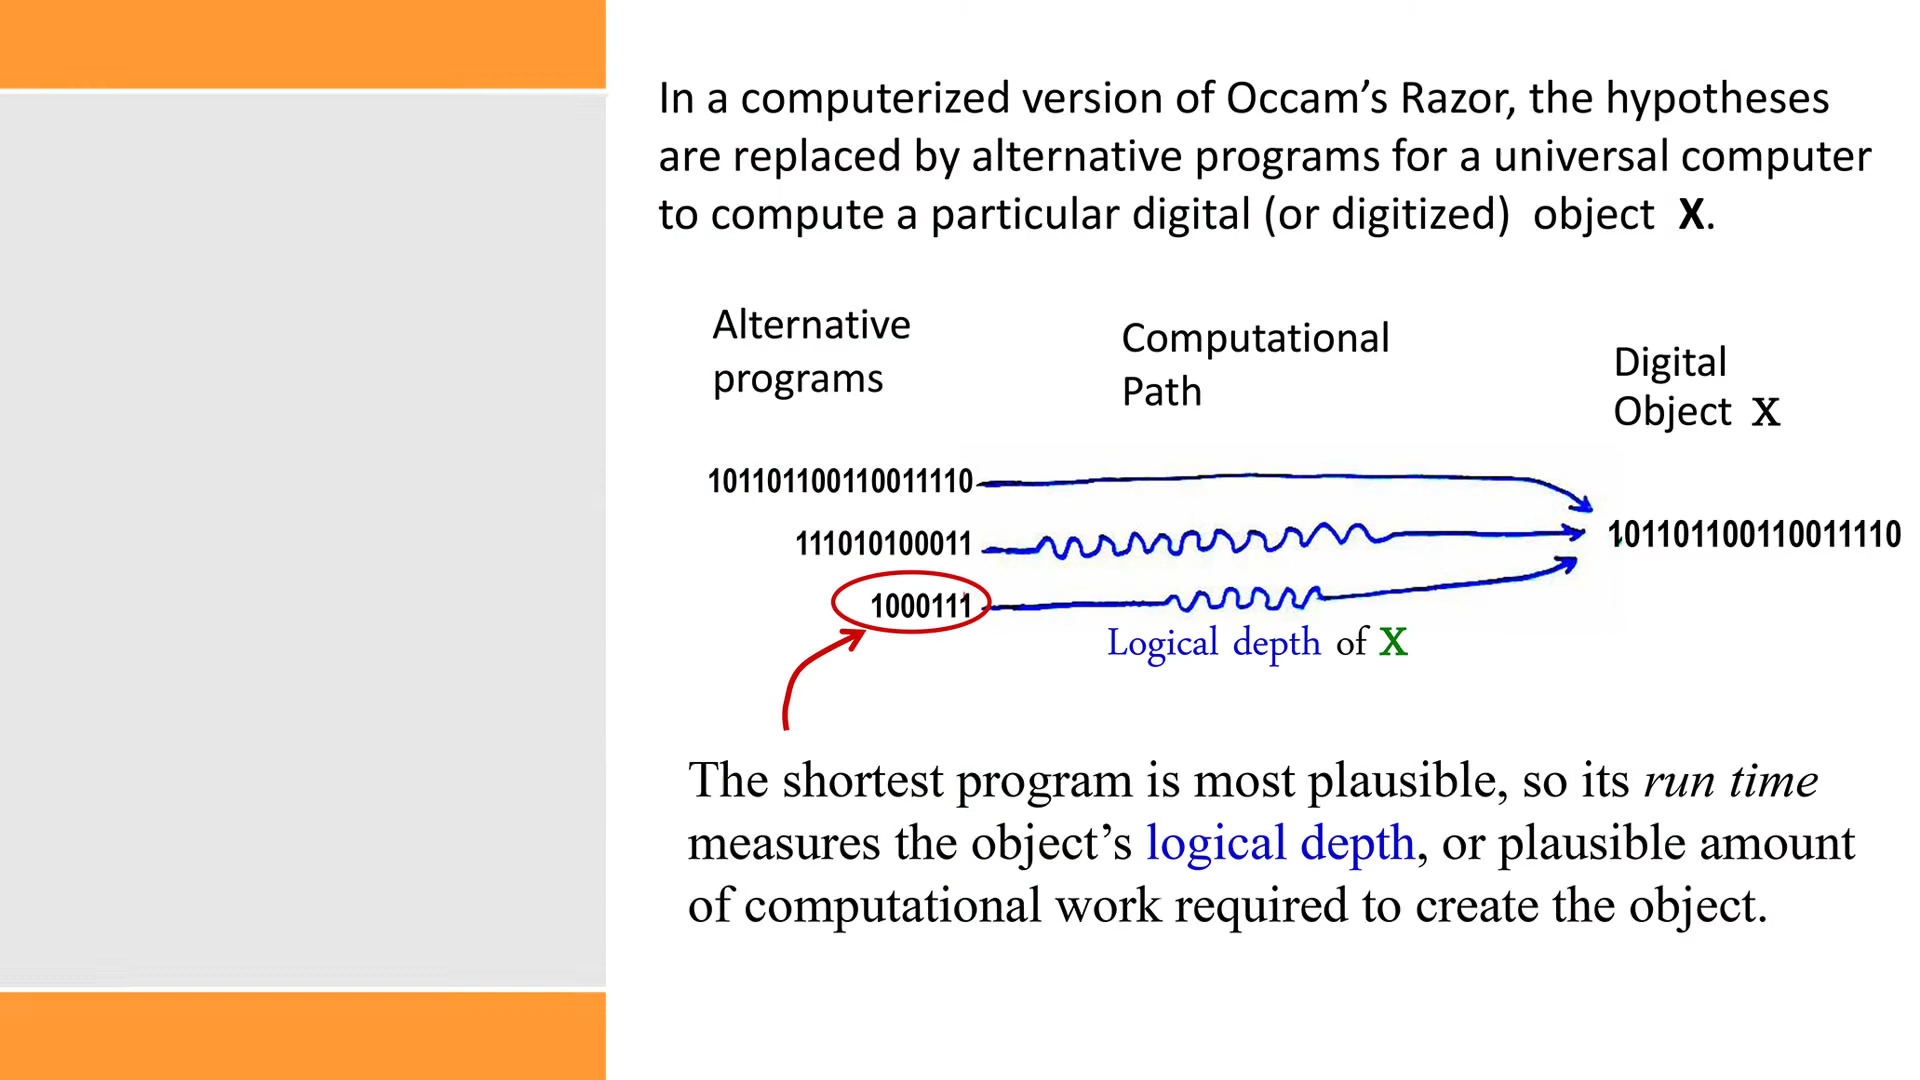 In a computerized version of Occam’s Razor, the hypotheses
are replaced by alternative programs for a universal computer
to compute a particular digital (or digitized) object X.
Alternative
programs
Computational
Path
Digital
Object X
101101100110011110
111010100011
1000111
101101100110011110
Logical depth of X
The shortest program is most plausible, so its run time
measures the object’s logical depth, or plausible amount
of computational work required to create the object.